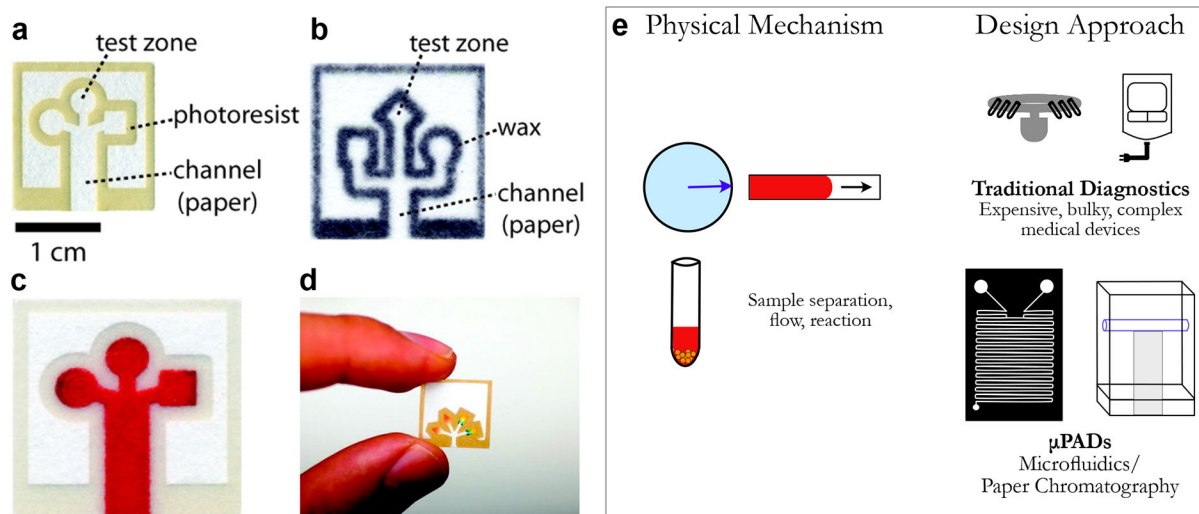 a
test zone
photoresist
channel
(paper)
1 cm
b
test zone
wax
channel
(paper)
c
d
e
Physical Mechanism
Sample separation,
flow, reaction
Design Approach
Traditional Diagnostics
Expensive, bulky, complex
medical devices
μPADs
Microfluidics/
Paper Chromatography